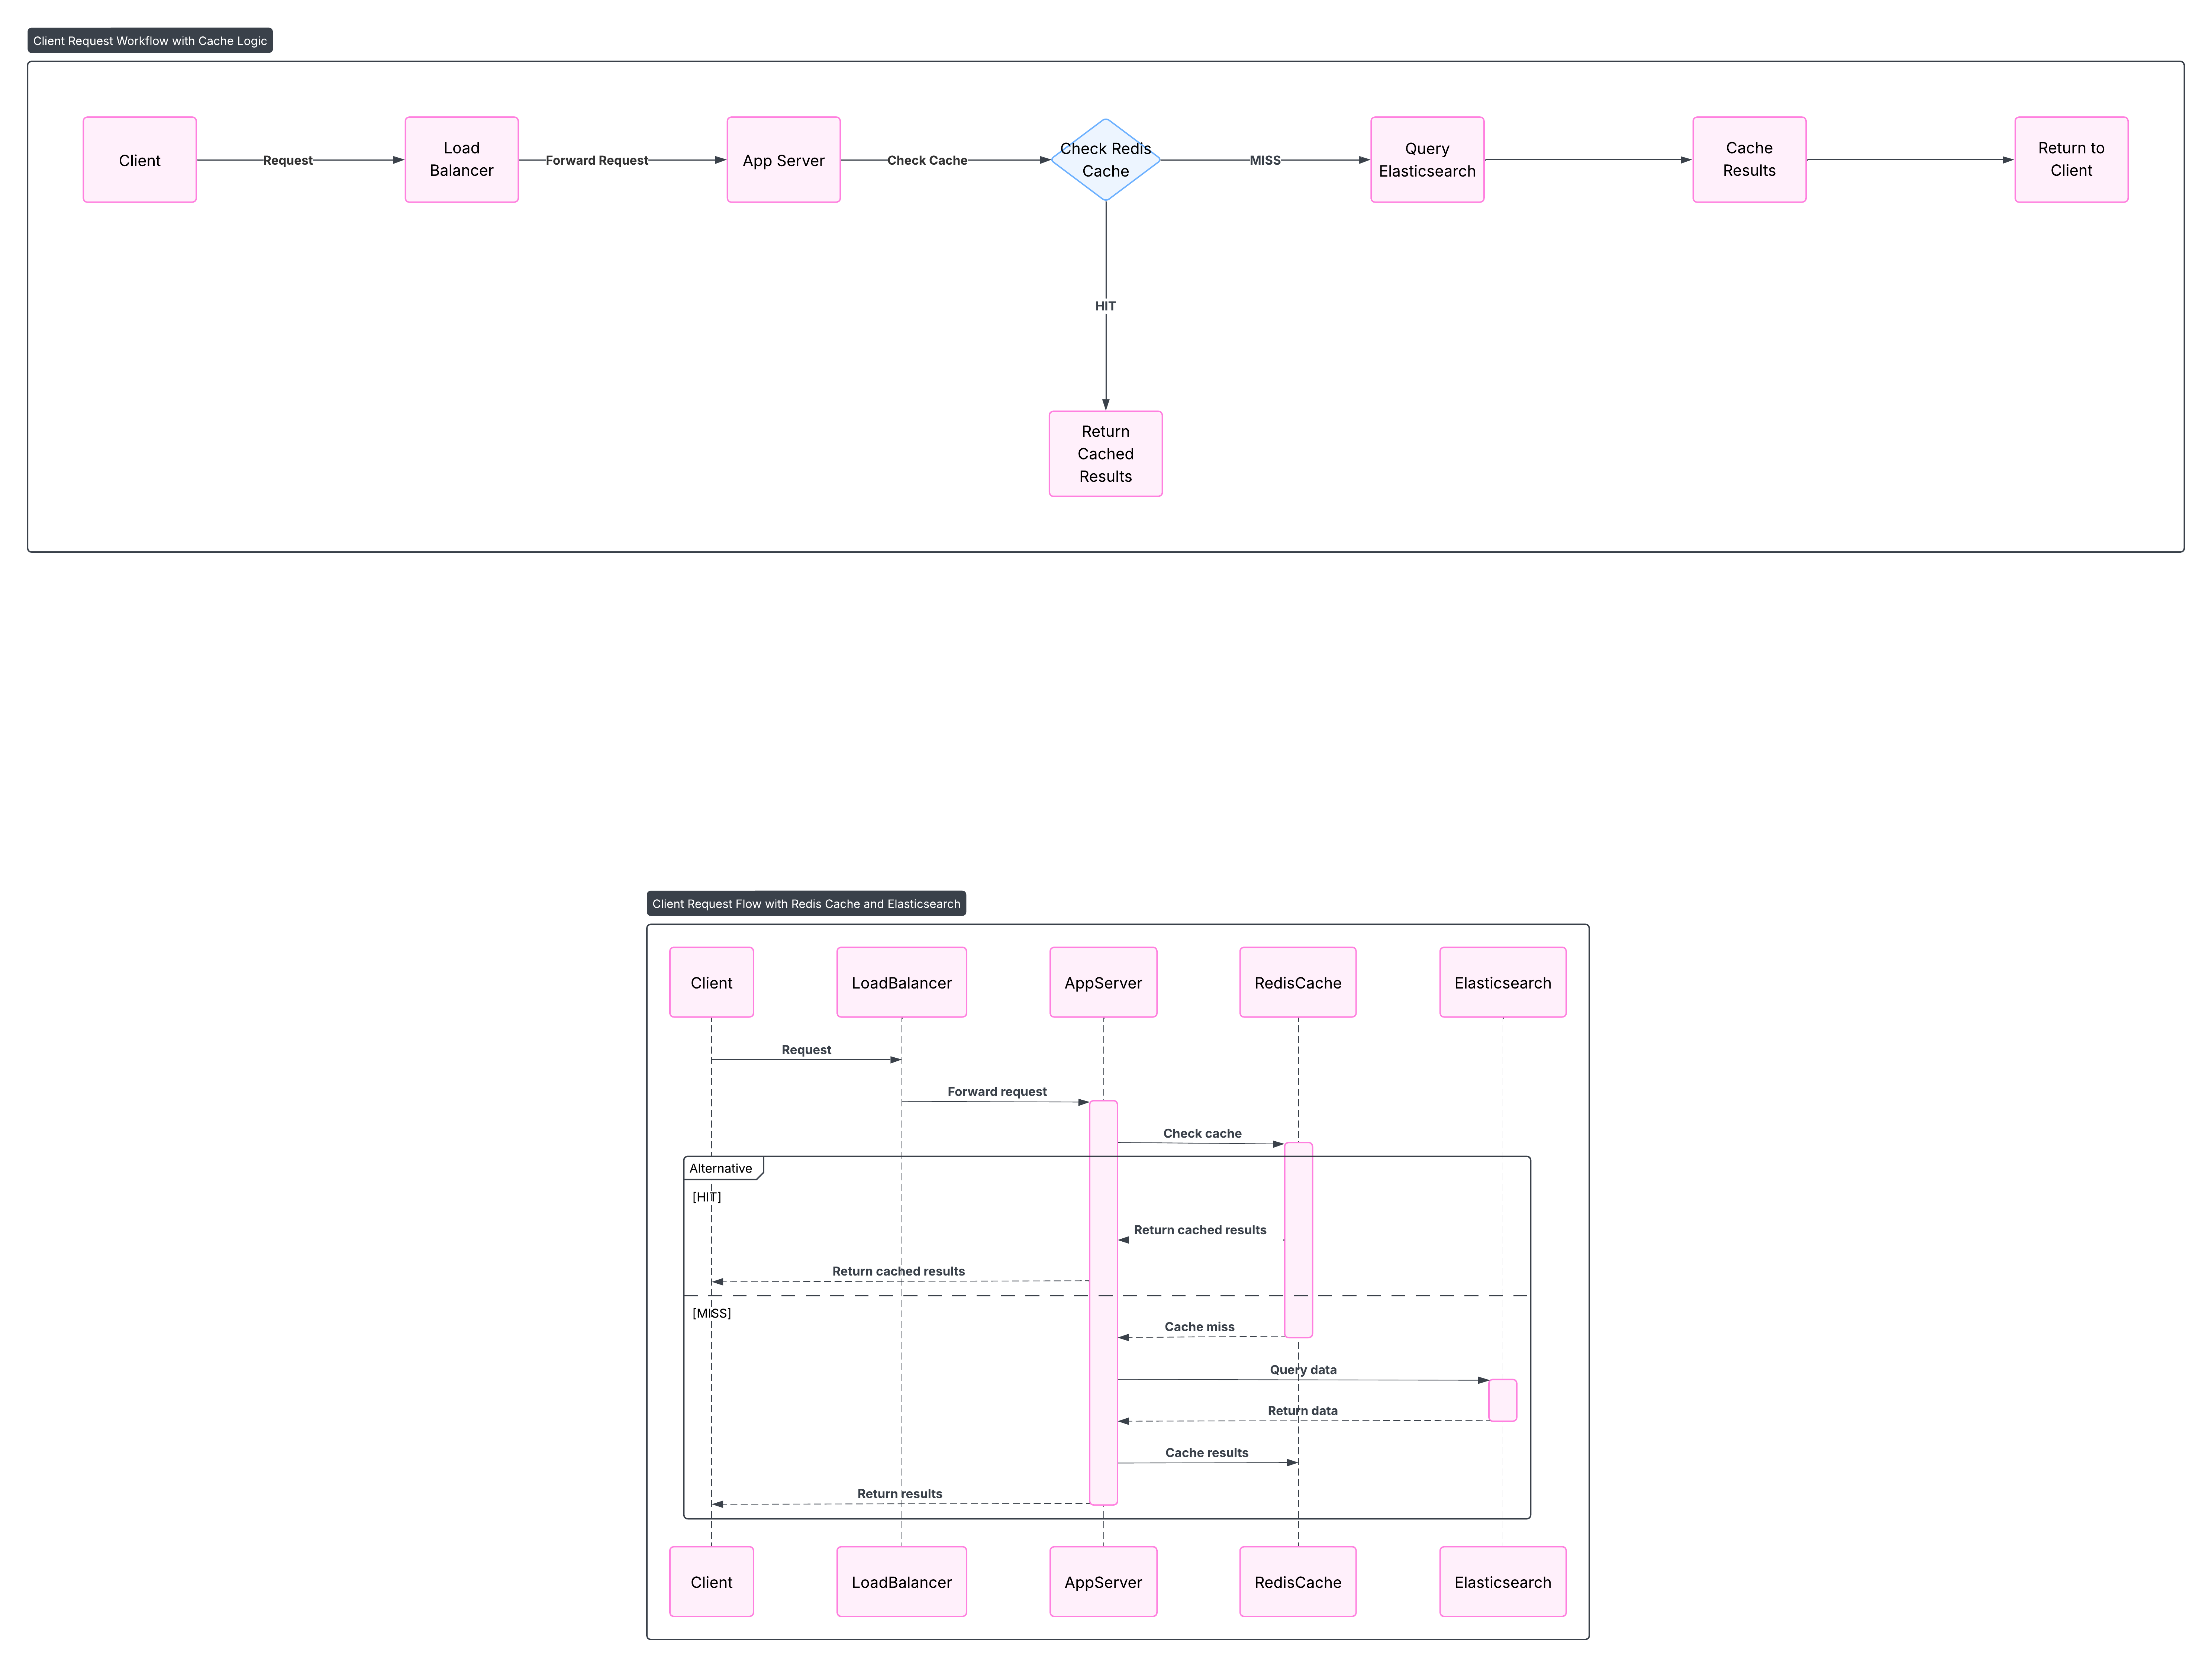 Client Request Workflow with Cache Logic
Client
Request
Load
Balancer
Forward Request
App Server
Check Cache
Check Redis
Cache
MISS
Query
Elasticsearch
Cache
Results
Return to
Client
HIT
Return
Cached
Results
Client Request Flow with Redis Cache and Elasticsearch
Client
LoadBalancer
AppServer
RedisCache
Elasticsearch
Request
Forward request
Check cache
Alternative
[HIT]
Return cached results
Return cached results
[MISS]
Cache miss
Query data
Return data
Cache results
Return results
Client
LoadBalancer
AppServer
RedisCache
Elasticsearch